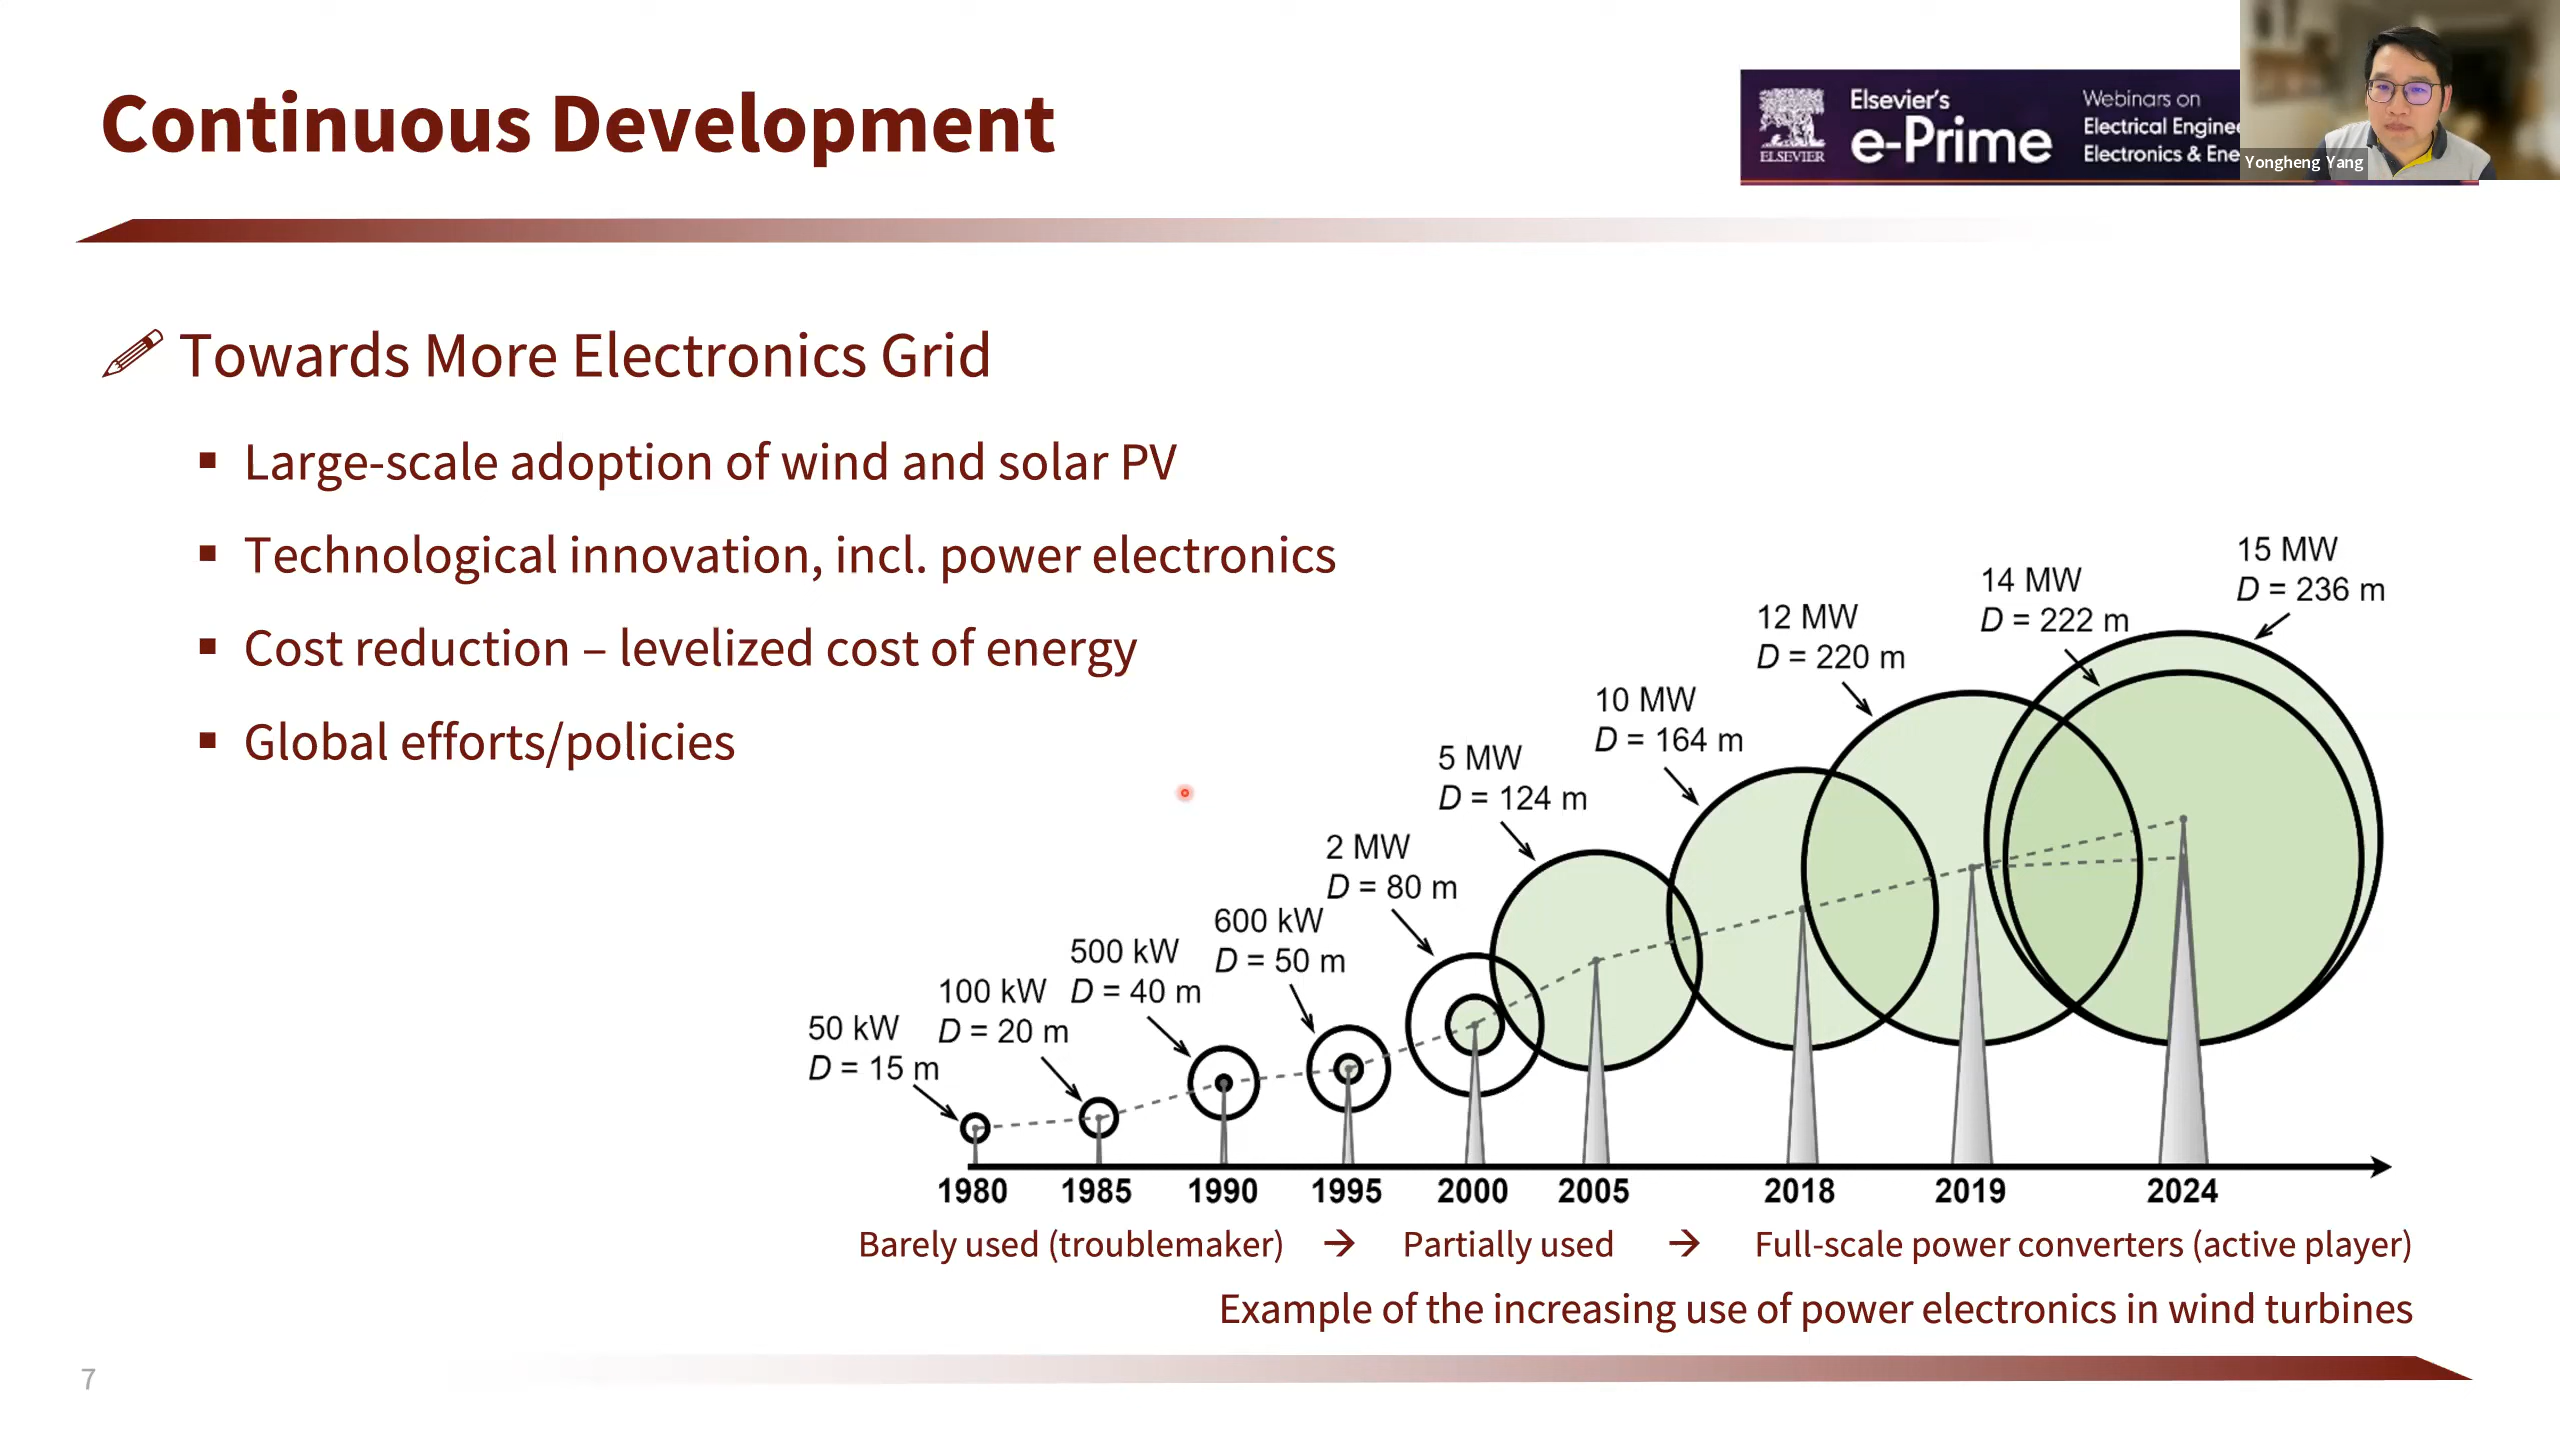 Continuous Development
ELSEVIER
Elsevier's
e-Prime
Webinars on
Electrical
Electronics &
Yongheng Yang
Towards More Electronics Grid
▪ Large-scale adoption of wind and solar PV
▪ Technological innovation, incl. power electronics
▪ Cost reduction – levelized cost of energy
▪ Global efforts/policies
50 kW
D = 15 m
100 kW
D = 20 m
500 kW
D = 40 m
600 kW
D = 50 m
2 MW
D = 80 m
5 MW
D = 124 m
10 MW
D = 164 m
12 MW
D = 220 m
14 MW
D = 222 m
15 MW
D = 236 m
1980 1985 1990 1995 2000 2005 2018 2019 2024
Barely used (troublemaker) → Partially used → Full-scale power converters (active player)
Example of the increasing use of power electronics in wind turbines
7